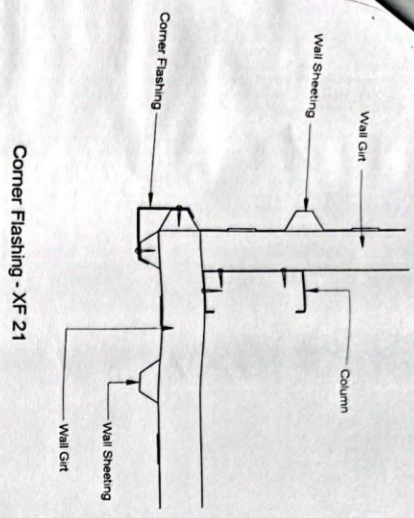 Wall Girt
Wall Sheeting
Corner Flashing
Column
Wall Sheeting
Wall Girt
Corner Flashing - XF 21